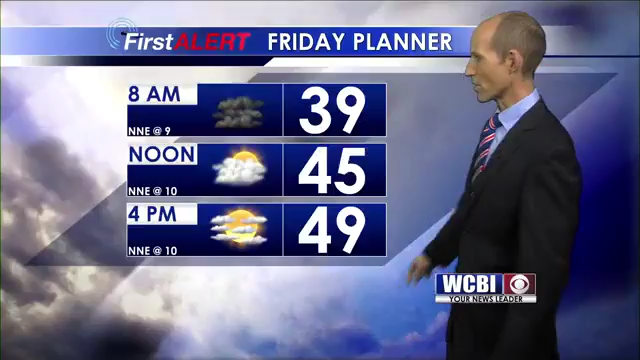 FirstALERT FRIDAY PLANNER
8 AM
39
NNE @ 9
NOON
45
NNE @ 10
4 PM
49
NNE @ 10
WCBI
YOUR NEWS LEADER